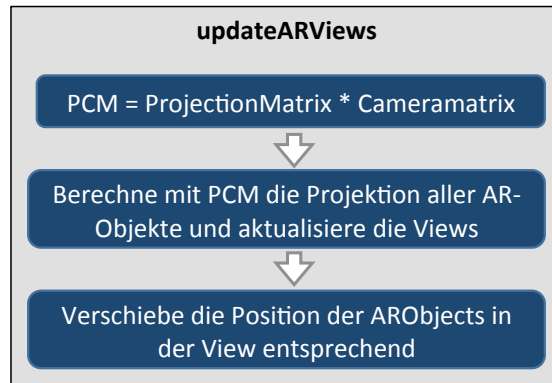 updateARViews
PCM = ProjectionMatrix * Cameramatrix
Berechne mit PCM die Projektion aller AR-
Objekte und aktualisiere die Views
Verschiebe die Position der ARObjects in
der View entsprechend